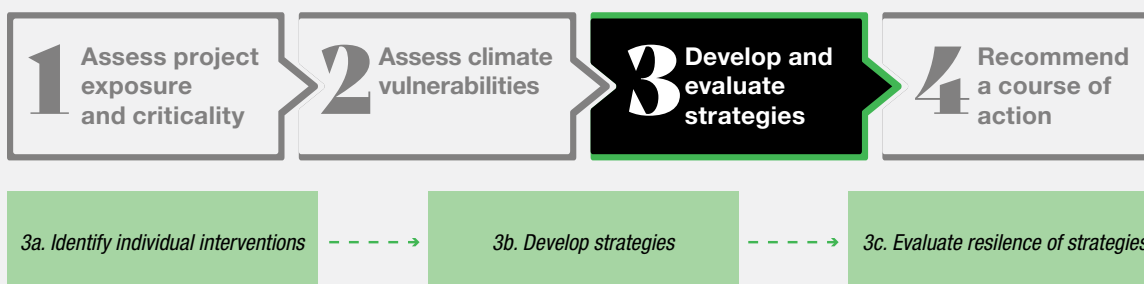 1 Assess project
exposure
and criticality
2 Assess climate
vulnerabilities
3 Develop and
evaluate
strategies
4 Recommend
a course of
action
3a. Identify individual interventions
3b. Develop strategies
3c. Evaluate resilence of strategies